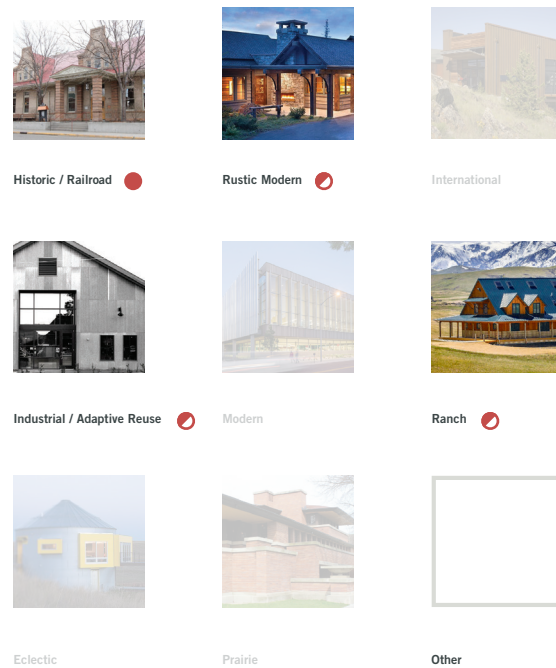 Historic / Railroad
Rustic Modern
International
Industrial / Adaptive Reuse
Modern
Ranch
Eclectic
Prairie
Other